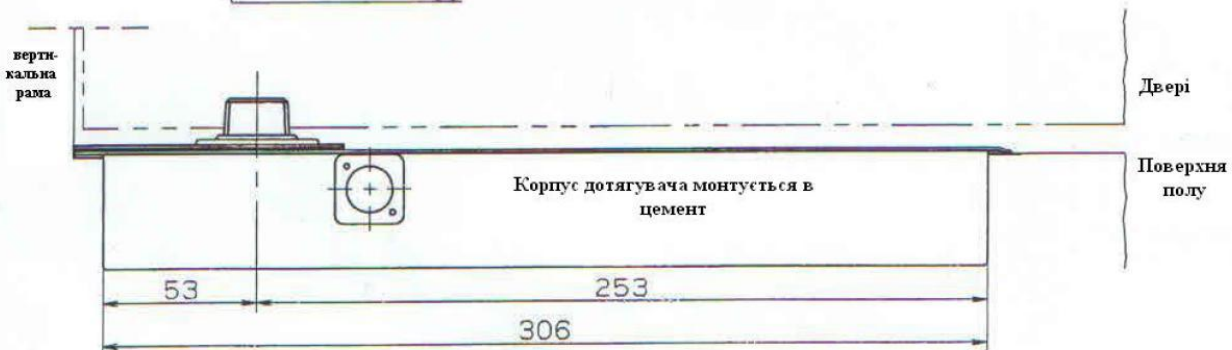 верти-
кальна
рама
Двері
Поверхня
полу
Корпус дотягувача монтується в
цемент
53
253
306